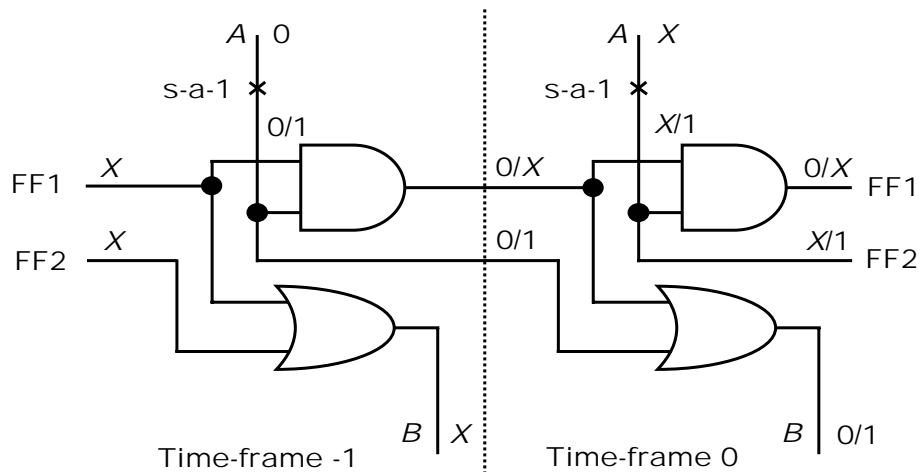 A 0
A X
s-a-1
s-a-1
0/1
X/1
X
0/X
0/X
FF1
FF1
X
0/1
X/1
FF2
FF2
B X
B 0/1
Time-frame -1
Time-frame 0